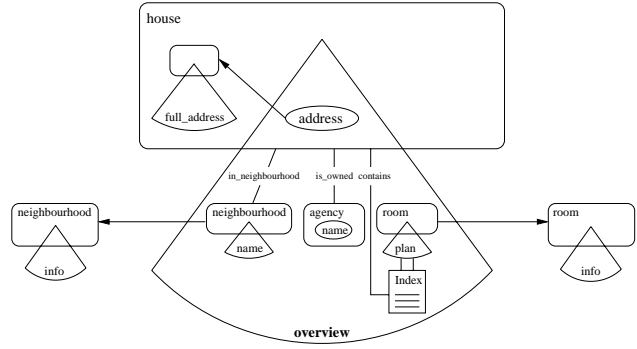 house
full_address
address
in_neighbourhood
is_owned
contains
neighbourhood
info
neighbourhood
name
agency
name
room
plan
Index
room
info
overview